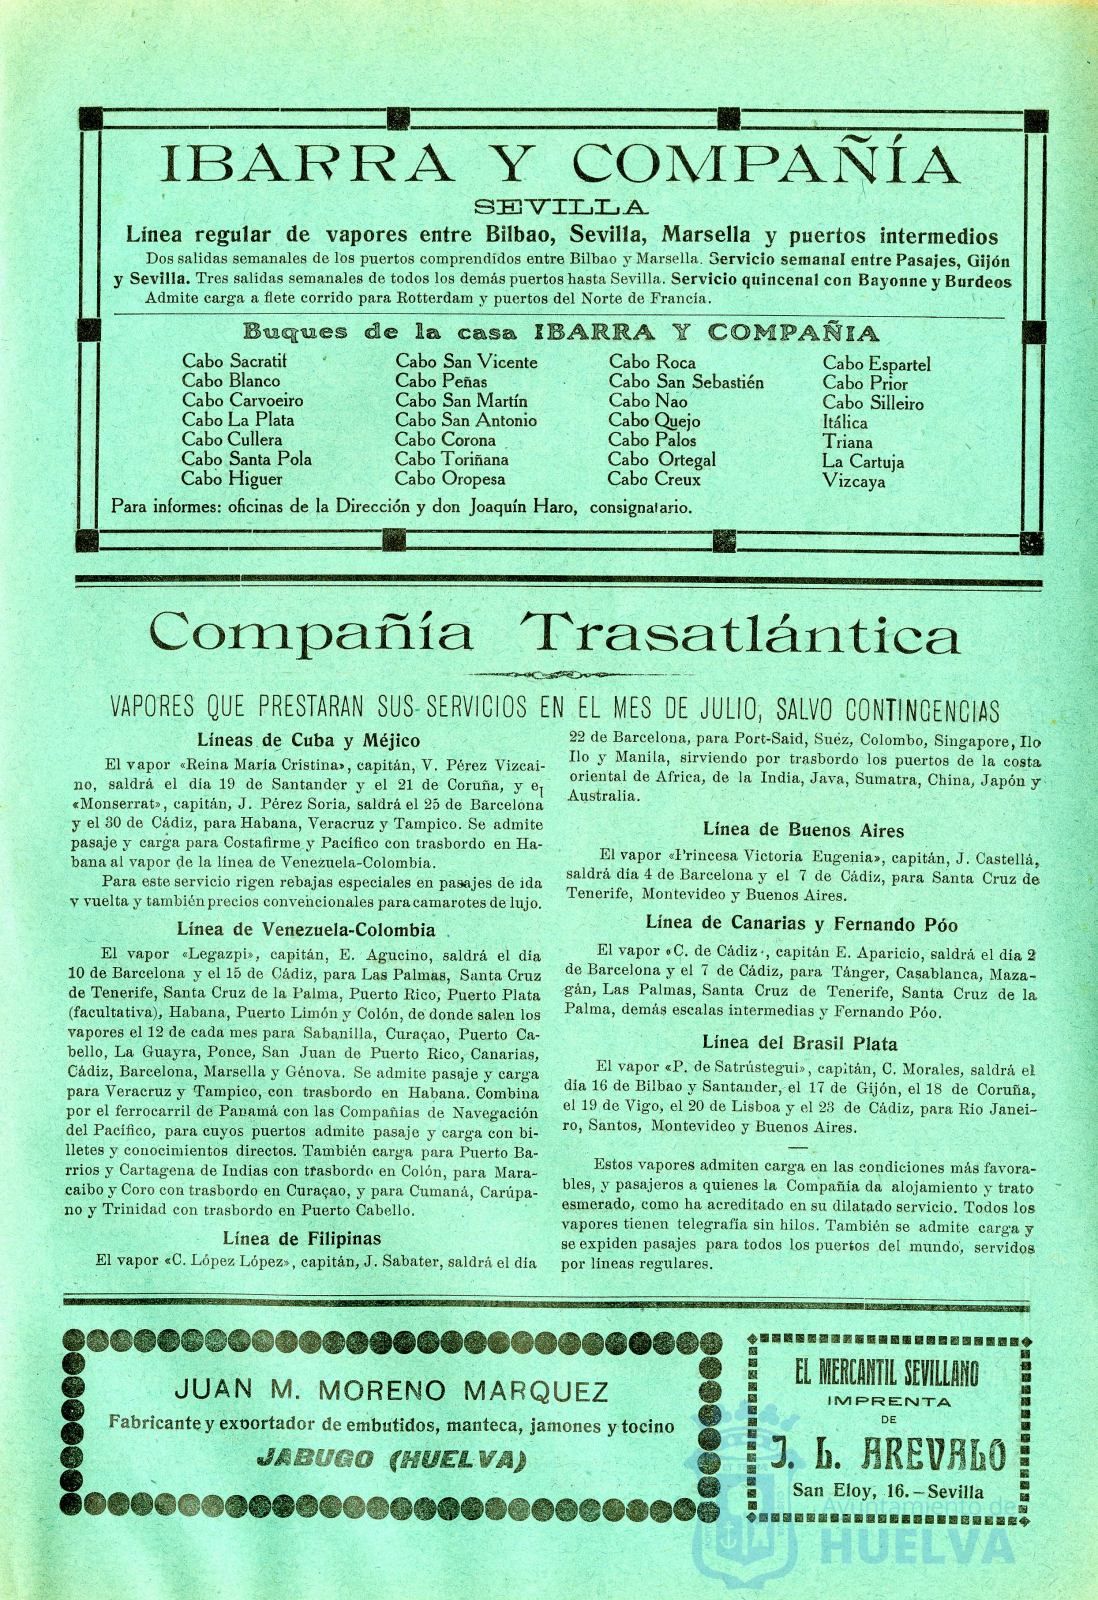 IBARRA Y COMPAÑÍA
SEVILLA
Línea regular de vapores entre Bilbao, Sevilla, Marsella y puertos intermedios
Dos salidas semanales de los puertos comprendidos entre Bilbao y Marsella. Servicio semanal entre Pasajes, Gijón
y Sevilla. Tres salidas semanales de todos los demás puertos hasta Sevilla. Servicio quincenal con Bayonne y Burdeos
Admite carga a flete corrido para Rotterdam y puertos del Norte de Francia.
Buques de la casa IBARRA Y COMPAÑIA
Cabo Sacratif
Cabo Blanco
Cabo Carvoeiro
Cabo La Plata
Cabo Cullera
Cabo Santa Pola
Cabo Higuer
Cabo San Vicente
Cabo Peñas
Cabo San Martín
Cabo San Antonio
Cabo Corona
Cabo Toriñana
Cabo Oropesa
Cabo Roca
Cabo San Sebastién
Cabo Nao
Cabo Quejo
Cabo Palos
Cabo Ortegal
Cabo Creux
Cabo Espartel
Cabo Prior
Cabo Silleiro
Itálica
Triana
La Cartuja
Vizcaya
Para informes: oficinas de la Dirección y don Joaquín Haro, consignatario.
Compañía Trasatlántica
VAPORES QUE PRESTARAN SUS SERVICIOS EN EL MES DE JULIO, SALVO CONTINGENCIAS
Líneas de Cuba y Méjico
El vapor «Reina María Cristina», capitán, V. Pérez Vizcai-
no, saldrá el día 19 de Santander y el 21 de Coruña, y el
«Monserrat», capitán, J. Pérez Soria, saldrá el 25 de Barcelona
y el 30 de Cádiz, para Habana, Veracruz y Tampico. Se admite
pasaje y carga para Costafirme y Pacífico con trasbordo en Ha-
bana al vapor de la línea de Venezuela-Colombia.
Para este servicio rigen rebajas especiales en pasajes de ida
y vuelta y también precios convencionales para camarotes de lujo.
Línea de Venezuela-Colombia
El vapor «Legazpi», capitán, E. Agucino, saldrá el día
10 de Barcelona y el 15 de Cádiz, para Las Palmas, Santa Cruz
de Tenerife, Santa Cruz de la Palma, Puerto Rico, Puerto Plata
(facultativa), Habana, Puerto Limón y Colón, de donde salen los
vapores el 12 de cada mes para Sabanilla, Curaçao, Puerto Ca-
bello, La Guayra, Ponce, San Juan de Puerto Rico, Canarias,
Cádiz, Barcelona, Marsella y Génova. Se admite pasaje y carga
para Veracruz y Tampico, con trasbordo en Habana. Combina
por el ferrocarril de Panamá con las Compañias de Navegación
del Pacífico, para cuyos puertos admite pasaje y carga con bi-
lletes y conocimientos directos. También carga para Puerto Ba-
rrios y Cartagena de Indias con trasbordo en Colón, para Mara-
caibo y Coro con trasbordo en Curaçao, y para Cumaná, Carúpa-
no y Trinidad con trasbordo en Puerto Cabello.
Línea de Filipinas
El vapor «C. López López», capitán, J. Sabater, saldrá el día
22 de Barcelona, para Port-Said, Suéz, Colombo, Singapore, Ilo
Ilo y Manila, sirviendo por trasbordo los puertos de la costa
oriental de Africa, de la India, Java, Sumatra, China, Japón y
Australia.
Línea de Buenos Aires
El vapor «Princesa Victoria Eugenia», capitán, J. Castellá,
saldrá día 4 de Barcelona y el 7 de Cádiz, para Santa Cruz de
Tenerife, Montevideo y Buenos Aires.
Línea de Canarias y Fernando Póo
El vapor «C. de Cádiz», capitán E. Aparicio, saldrá el día 2
de Barcelona y el 7 de Cádiz, para Tánger, Casablanca, Maza-
gán, Las Palmas, Santa Cruz de Tenerife, Santa Cruz de la
Palma, demás escalas intermedias y Fernando Póo.
Línea del Brasil Plata
El vapor «P. de Satrústegui», capitán, C. Morales, saldrá el
día 16 de Bilbao y Santander, el 17 de Gijón, el 18 de Coruña,
el 19 de Vigo, el 20 de Lisboa y el 23 de Cádiz, para Río Janei-
ro, Santos, Montevideo y Buenos Aires.
Estos vapores admiten carga en las condiciones más favora-
bles, y pasajeros a quienes la Compañía da alojamiento y trato
esmerado, como ha acreditado en su dilatado servicio. Todos los
vapores tienen telegrafía sin hilos. También se admite carga y
se expiden pasajes para todos los puertos del mundo, servidos
por líneas regulares.
JUAN M. MORENO MARQUEZ
Fabricante y exportador de embutidos, manteca, jamones y tocino
JABUGO (HUELVA)
EL MERCANTIL SEVILLANO
IMPRENTA
DE
J. L. AREVALO
San Eloy, 16.—Sevilla
Ayuntamiento de
HUELVA